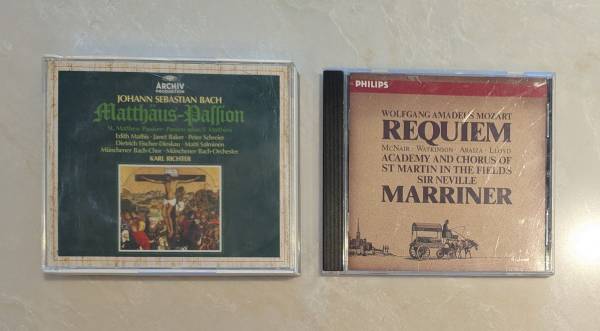 ARCHIV
PRODUKTION
JOHANN SEBASTIAN BACH
Matthäus-Passion
St. Matthew Passion · Passion selon St Matthieu
Edith Mathis · Janet Baker · Peter Schreier
Dietrich Fischer-Dieskau · Matti Salminen
Münchener Bach-Chor · Münchener Bach-Orchester
KARL RICHTER
PHILIPS
WOLFGANG AMADEUS MOZART
REQUIEM
McNAIR · WATKINSON · ARAIZA · LLOYD
ACADEMY AND CHORUS OF
ST MARTIN IN THE FIELDS
SIR NEVILLE
MARRINER